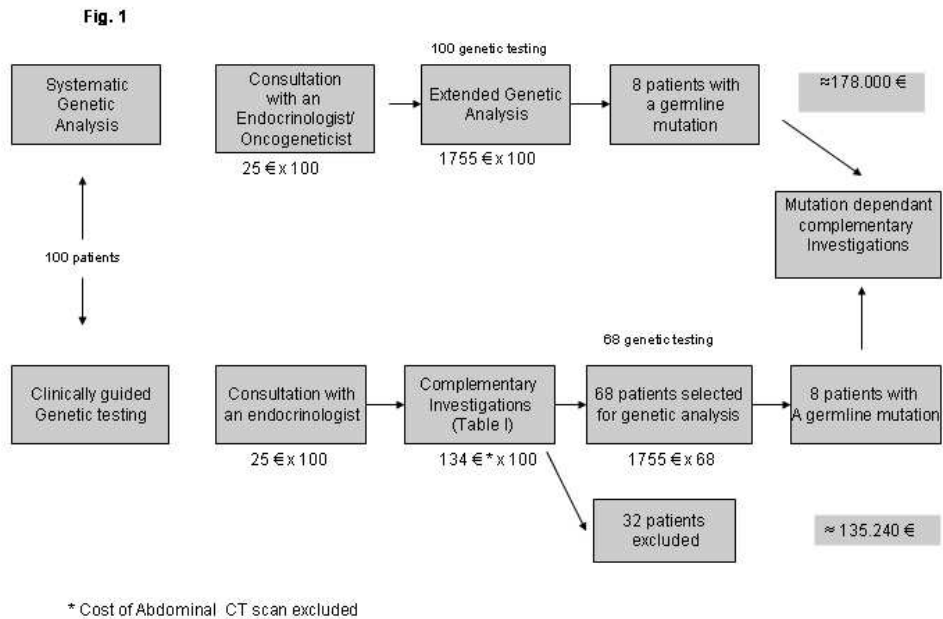 Fig. 1
100 genetic testing
Systematic
Genetic
Analysis
Consultation
with an
Endocrinologist/
Oncogeneticist
25 € x 100
Extended Genetic
Analysis
1755 € x 100
8 patients with
a germline
mutation
≈178.000 €
Mutation dependant
complementary
Investigations
100 patients
68 genetic testing
Clinically guided
Genetic testing
Consultation with
an endocrinologist
25 € x 100
Complementary
Investigations
(Table I)
134 €* x 100
68 patients selected
for genetic analysis
1755 € x 68
8 patients with
A germline mutation
32 patients
excluded
≈ 135.240 €
* Cost of Abdominal CT scan excluded